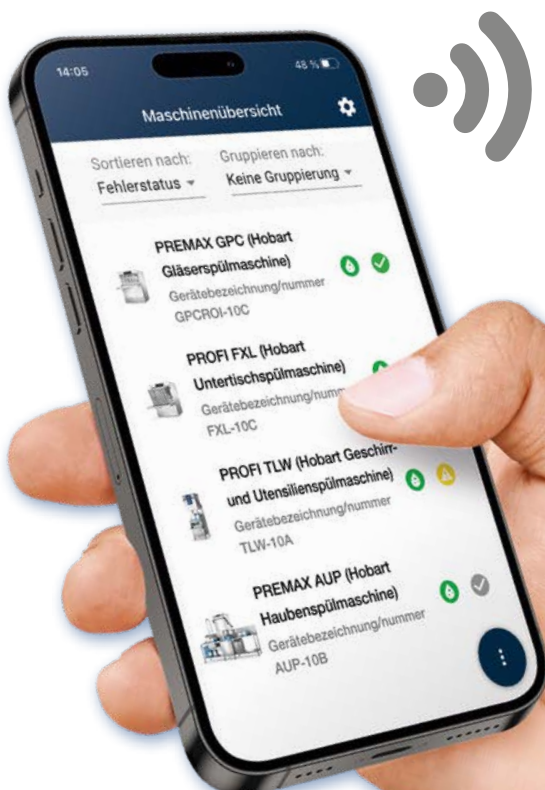 14:05
48 %
Maschinenübersicht
Sortieren nach:
Gruppieren nach:
Fehlerstatus
Keine Gruppierung
PREMAX GPC (Hobart
Gläserspülmaschine)
Gerätebezeichnung/nummer
GPCROI-10C
PROFI FXL (Hobart
Untertischspülmaschine)
FXL-10C
PROFI TLW (Hobart Geschirr-
und Utensilienspülmaschine)
Gerätebezeichnung/nummer
TLW-10A
PREMAX AUP (Hobart
Haubenspülmaschine)
Gerätebezeichnung/nummer
AUP-10B